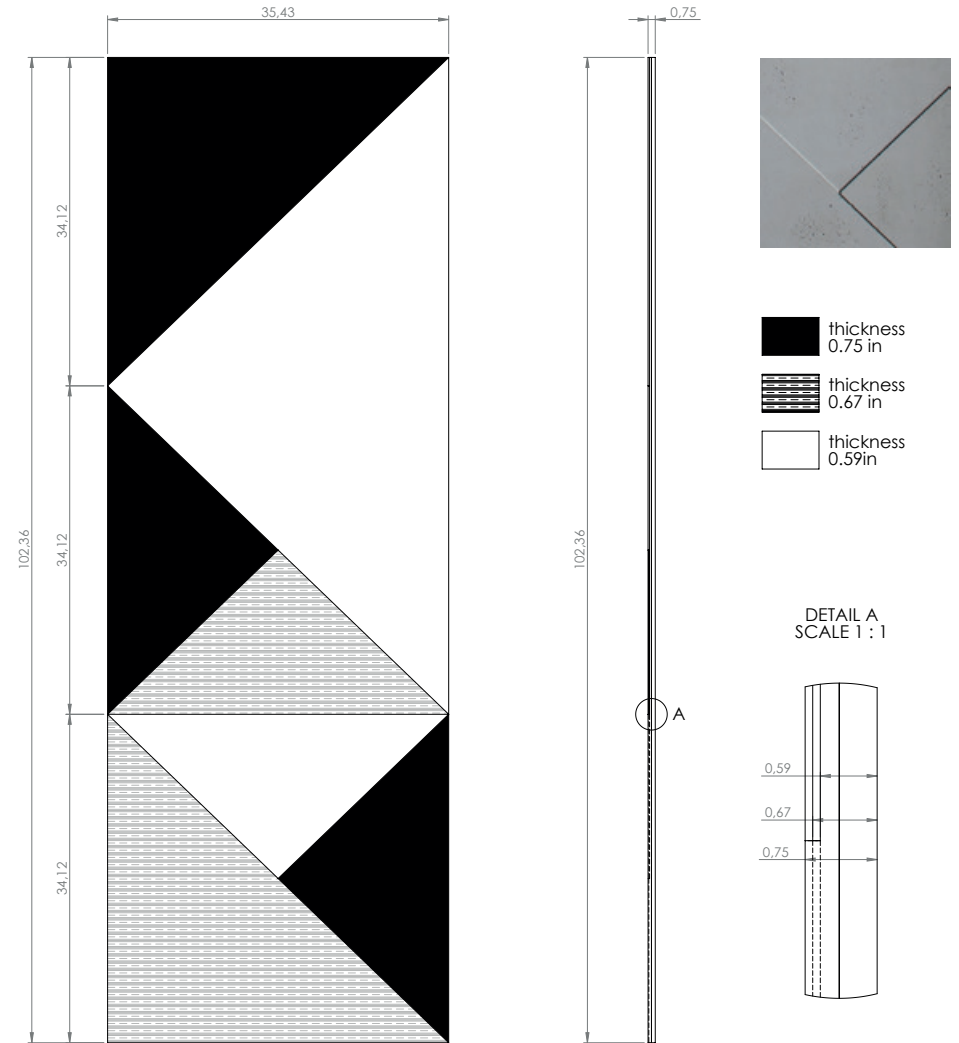 35,43
0,75
34,12
102,36
34,12
34,12
102,36
thickness
0.75 in
thickness
0.67 in
thickness
0.59in
DETAIL A
SCALE 1 : 1
A
0,59
0,67
0,75